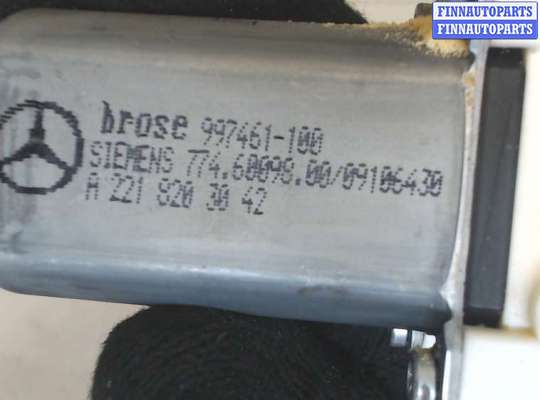 FINNAUTOPARTS
FINNAUTOPARTS
brose 997461-100
SIEMENS 774.60098.00/09106430
A 221 820 30 42